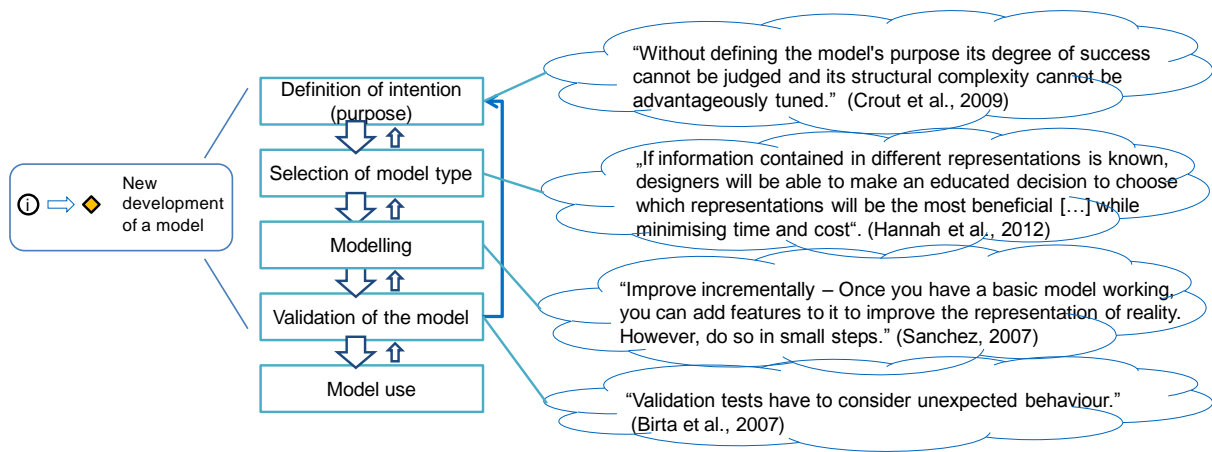 i
New
development
of a model
Definition of intention
(purpose)
Selection of model type
Modelling
Validation of the model
Model use
“Without defining the model's purpose its degree of success
cannot be judged and its structural complexity cannot be
advantageously tuned.” (Crout et al., 2009)
„If information contained in different representations is known,
designers will be able to make an educated decision to choose
which representations will be the most beneficial […] while
minimising time and cost“. (Hannah et al., 2012)
“Improve incrementally – Once you have a basic model working,
you can add features to it to improve the representation of reality.
However, do so in small steps.” (Sanchez, 2007)
“Validation tests have to consider unexpected behaviour.”
(Birta et al., 2007)